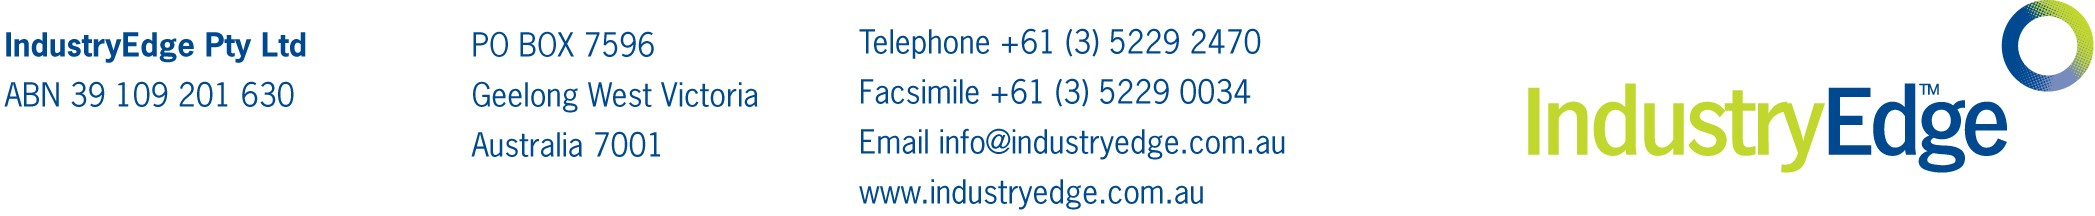 IndustryEdge Pty Ltd
ABN 39 109 201 630
PO BOX 7596
Geelong West Victoria
Australia 7001
Telephone +61 (3) 5229 2470
Facsimile +61 (3) 5229 0034
Email info@industryedge.com.au
www.industryedge.com.au
IndustryEdge™